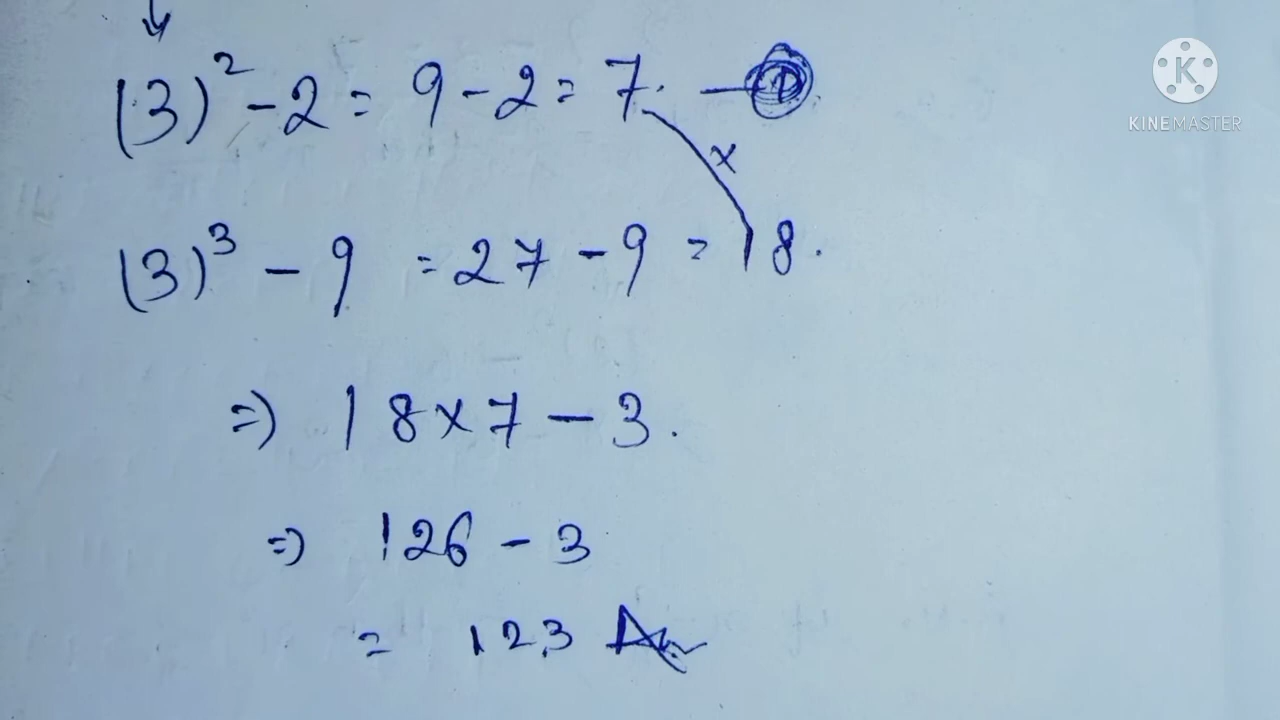 (3)² - 2 = 9 - 2 = 7. — ①
x
K
KINEMASTER
(3)³ - 9 = 27 - 9 = 18.
=) 18 x 7 - 3.
=) 126 - 3
= 123 Ans